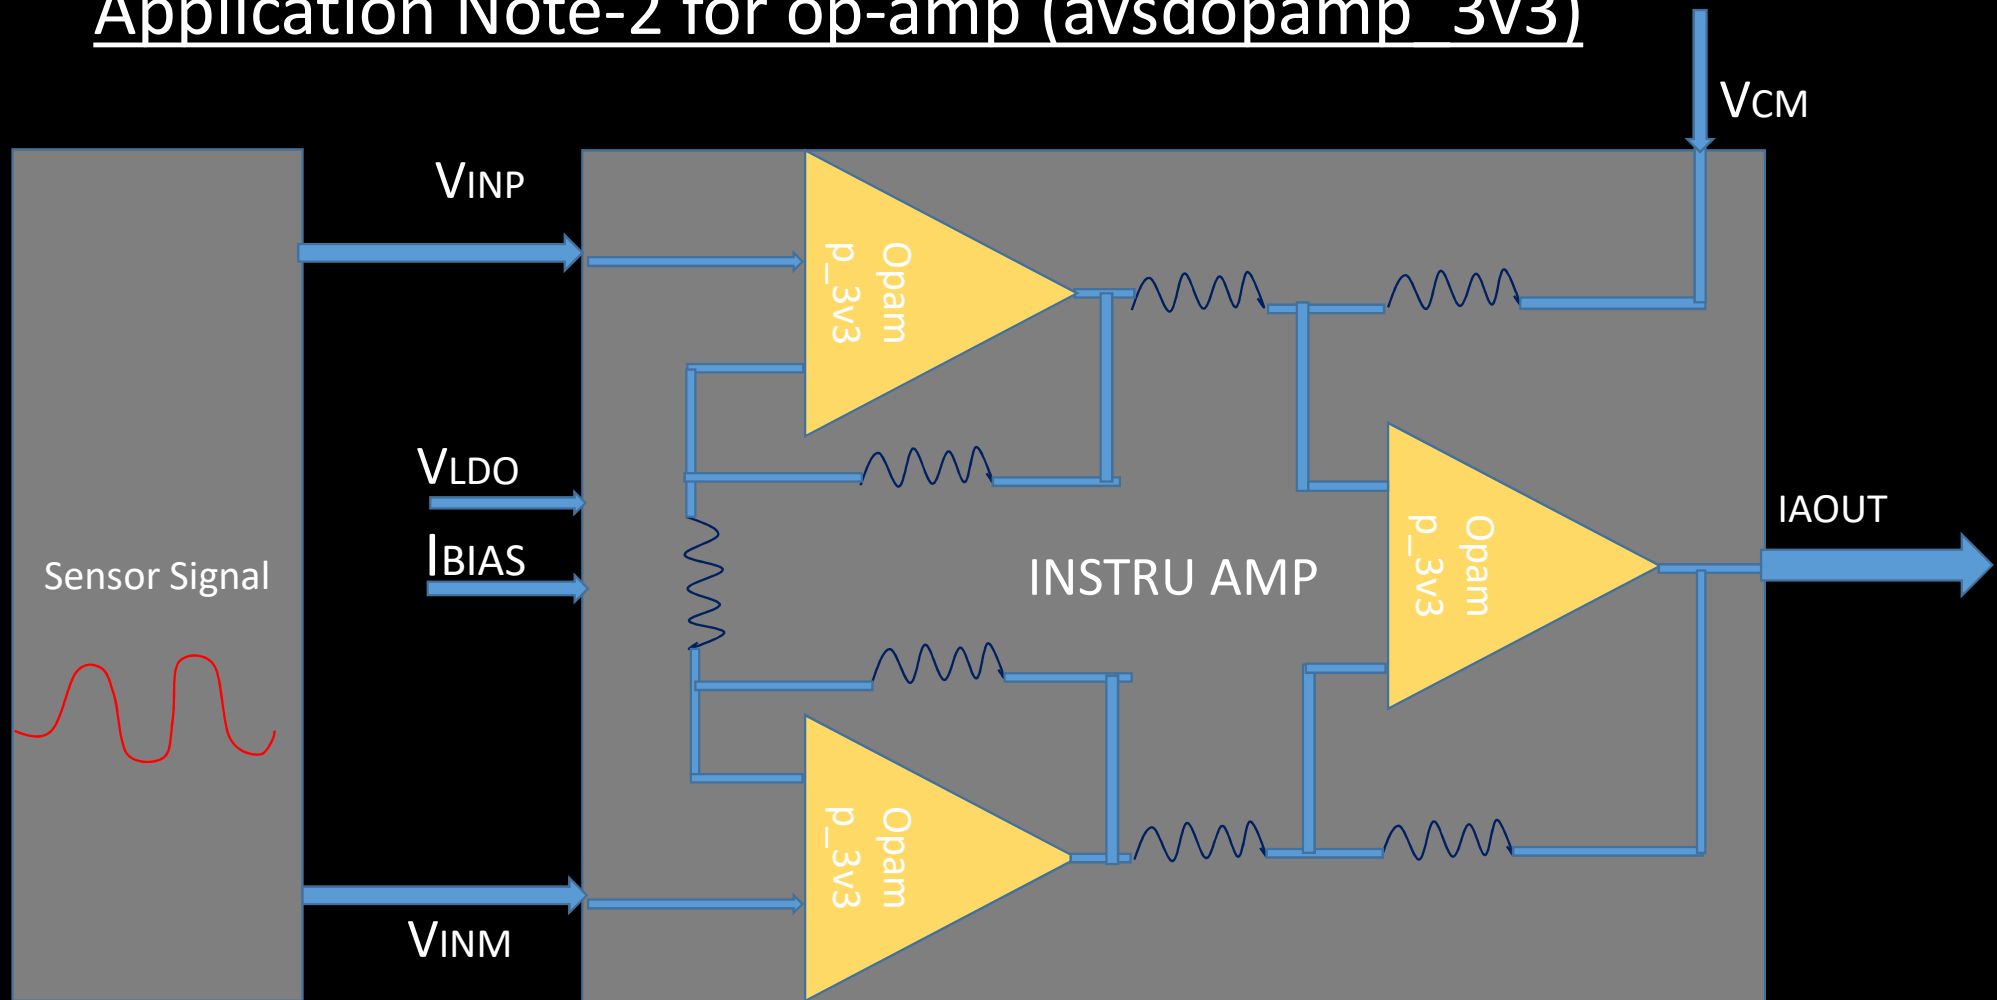 Application Note-2 for op-amp (avsdopamp_3v3)
VCM
VINP
Opam
p_3v3
VLDO
IBIAS
Sensor Signal
INSTRU AMP
Opam
p_3v3
IAOUT
Opam
p_3v3
VINM